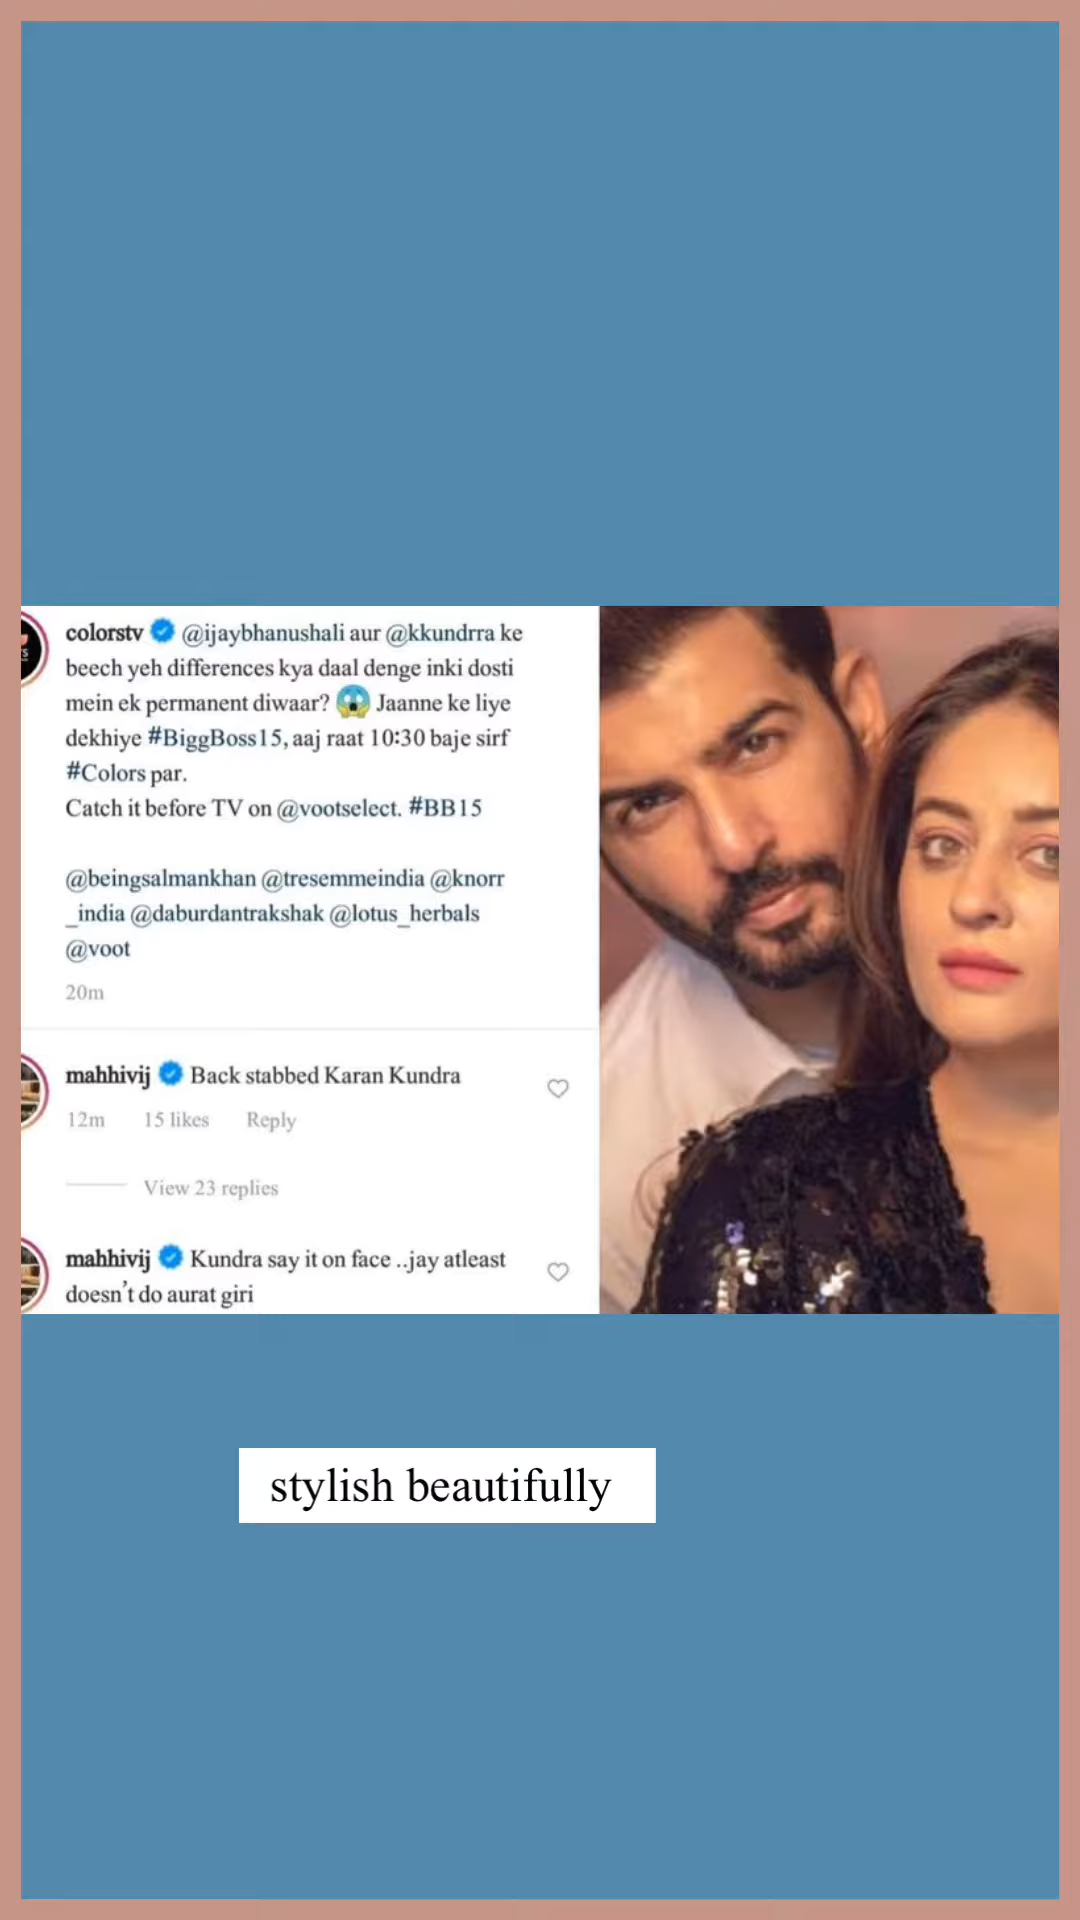 colorstv @ijaybhanushali aur @kkundrra ke
beech yeh differences kya daal denge inki dosti
mein ek permanent diwaar? 😱 Jaanne ke liye
dekhiye #BiggBoss15, aaj raat 10:30 baje sirf
#Colors par.
Catch it before TV on @vootselect. #BB15
@beingsalmankhan @tresemmeindia @knorr
_india @daburdantrakshak @lotus_herbals
@voot
20m
mahhivij Back stabbed Karan Kundra
12m 15 likes Reply
View 23 replies
mahhivij Kundra say it on face ..jay atleast
doesn't do aurat giri
stylish beautifully